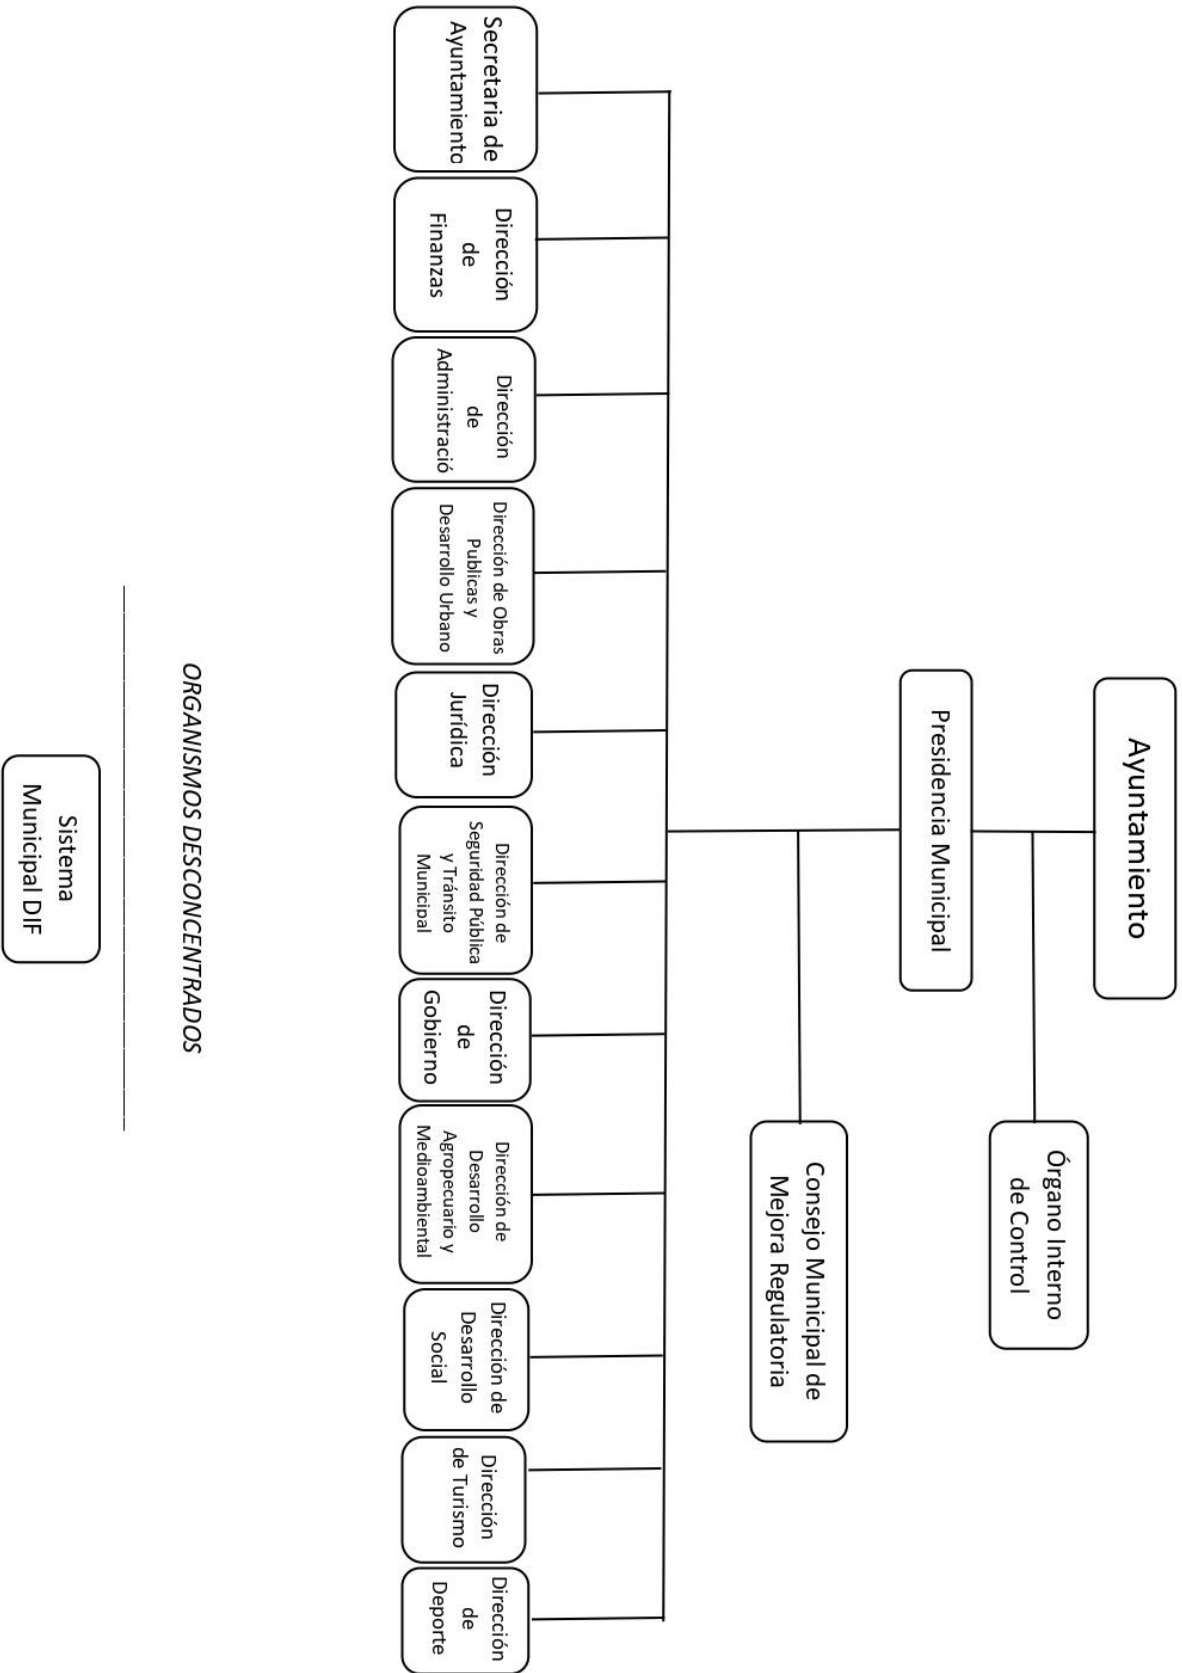 Ayuntamiento
Órgano Interno
de Control
Presidencia Municipal
Consejo Municipal de
Mejora Regulatoria
Secretaria de
Ayuntamiento
Dirección
de
Finanzas
Dirección
de
Administració
Dirección de Obras
Publicas y
Desarrollo Urbano
Dirección
Jurídica
Dirección de
Seguridad Pública
y Tránsito
Municipal
Dirección
de
Gobierno
Dirección de
Desarrollo
Agropecuario y
Medioambiental
Dirección de
Desarrollo
Social
Dirección
de Turismo
Dirección
de
Deporte
ORGANISMOS DESCONCENTRADOS
Sistema
Municipal DIF